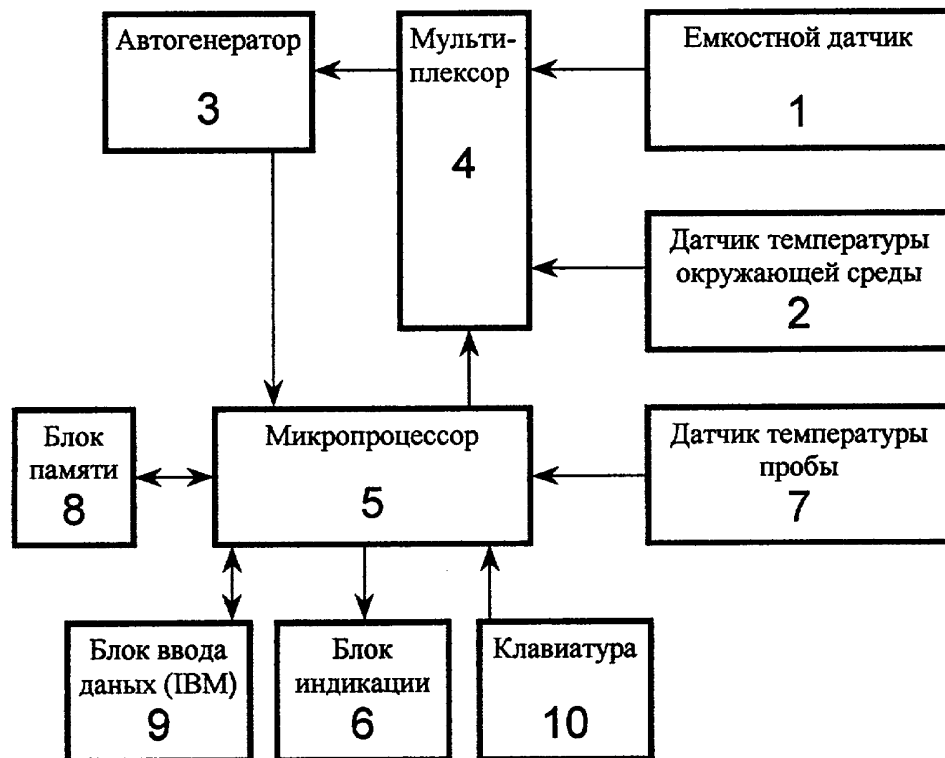 Автогенератор
3
Мульти-
плексор
4
Емкостной датчик
1
Датчик температуры
окружающей среды
2
Блок
памяти
8
Микропроцессор
5
Датчик температуры
пробы
7
Блок ввода
даных (IBM)
9
Блок
индикации
6
Клавиатура
10